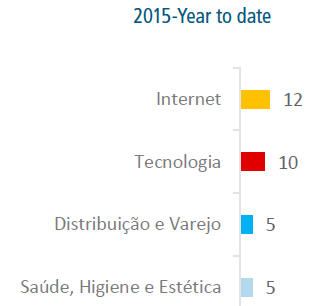 2015-Year to date
Internet 12
Tecnologia 10
Distribuição e Varejo 5
Saúde, Higiene e Estética 5